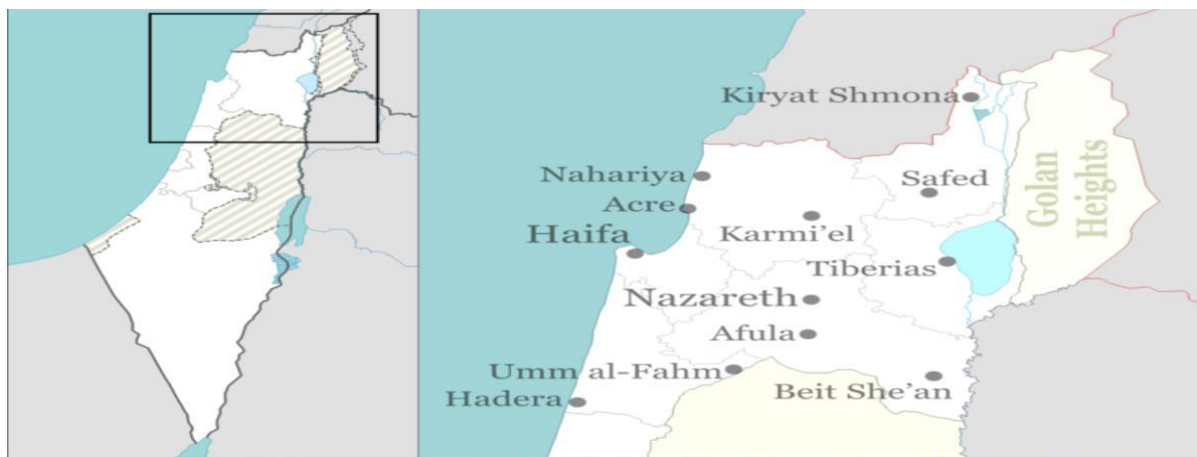 Kiryat Shmona
Nahariya
Safed
Acre
Karmi'el
Haifa
Tiberias
Golan
Heights
Nazareth
Afula
Umm al-Fahm
Beit She'an
Hadera